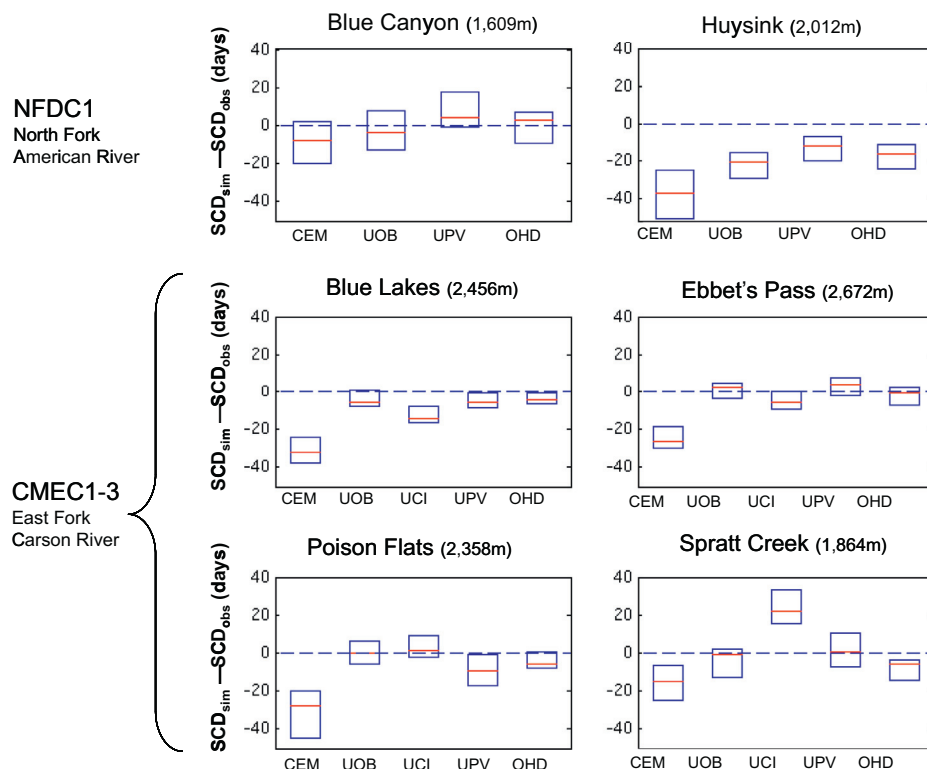 Blue Canyon (1,609m)
Huysink (2,012m)
NFDC1
North Fork
American River
SCDsim —SCDobs (days)
40
20
0
-20
-40
CEM UOB UPV OHD
40
20
0
-20
-40
CEM UOB UPV OHD
CMEC1-3
East Fork
Carson River
Blue Lakes (2,456m)
Ebbet's Pass (2,672m)
SCDsim —SCDobs (days)
40
20
0
-20
-40
CEM UOB UCI UPV OHD
40
20
0
-20
-40
CEM UOB UCI UPV OHD
Poison Flats (2,358m)
Spratt Creek (1,864m)
SCDsim —SCDobs (days)
40
20
0
-20
-40
CEM UOB UCI UPV OHD
40
20
0
-20
-40
CEM UOB UCI UPV OHD